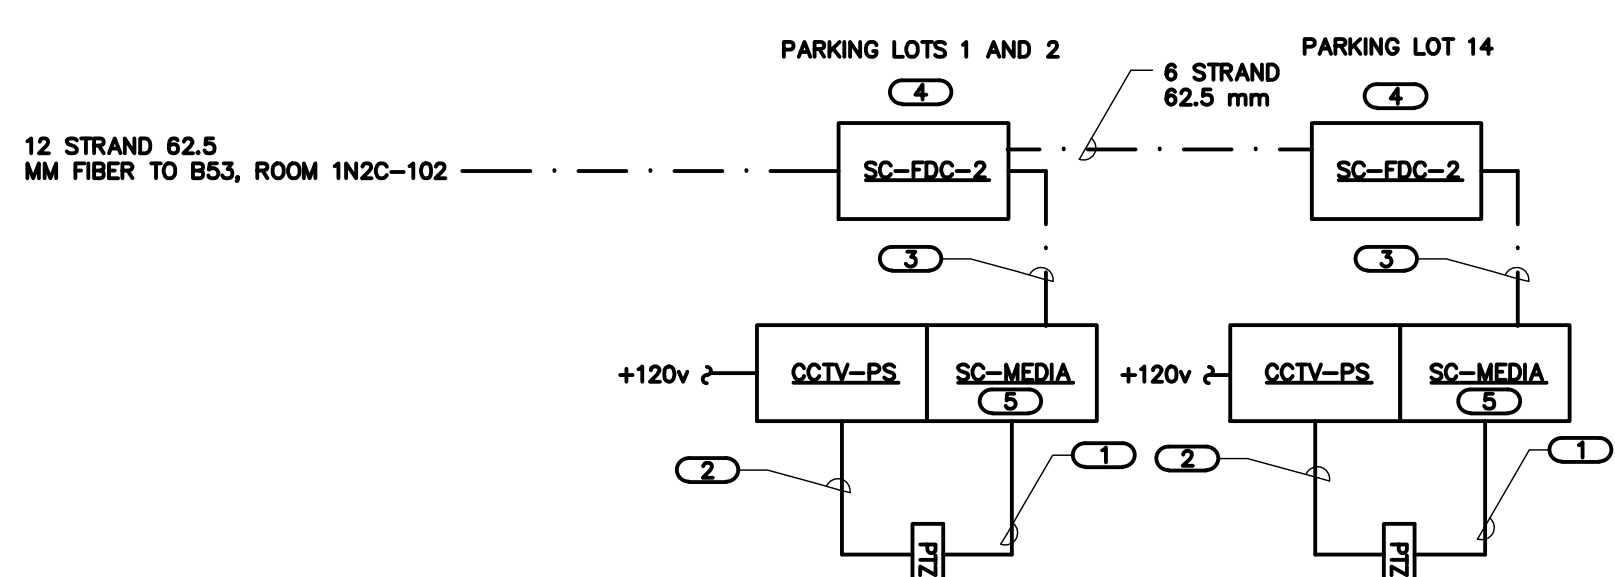 PARKING LOTS 1 AND 2
PARKING LOT 14
4
6 STRAND
62.5 mm
4
12 STRAND 62.5
MM FIBER TO B53, ROOM 1N2C-102
SC-FDC-2
SC-FDC-2
3
3
+120v
CCTV-PS
SC-MEDIA
5
+120v
CCTV-PS
SC-MEDIA
5
2
1
2
1
PTZ
PTZ